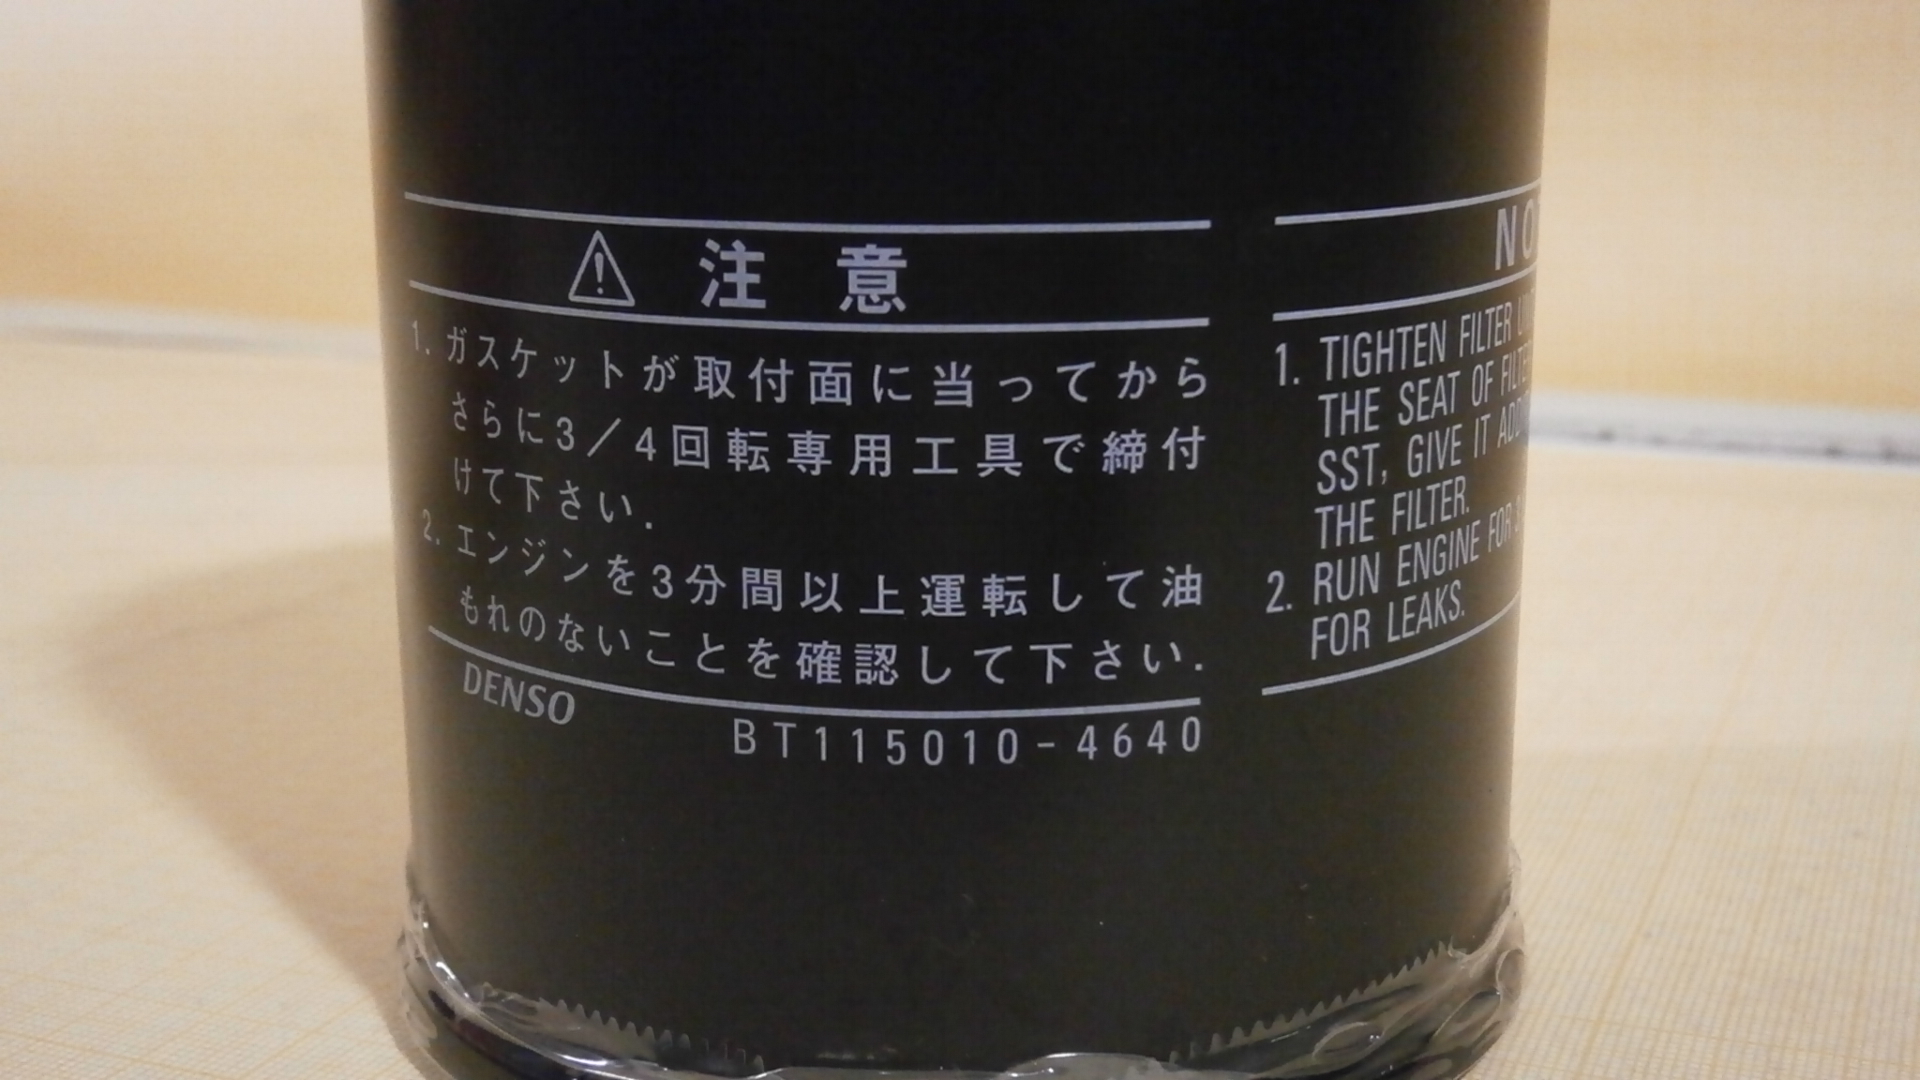 注意
1. ガスケットが取付面に当ってから
さらに3/4回転専用工具で締付
けて下さい.
2. エンジンを3分間以上運転して油
もれのないことを確認して下さい.
DENSO
BT115010-4640
1. TIGHTEN FILTER
THE SEAT OF
SST, GIVE IT
THE FILTER.
2. RUN ENGINE FOR
FOR LEAKS.